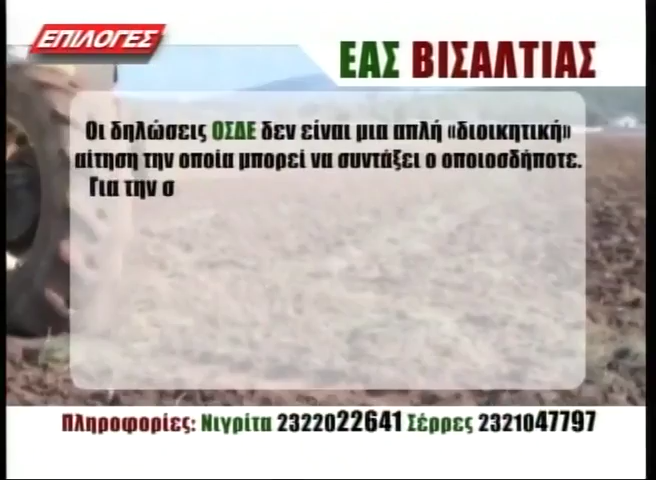 ΕΠΙΛΟΓΕΣ
ΕΑΣ ΒΙΣΑΛΤΙΑΣ
Οι δηλώσεις ΟΣΔΕ δεν είναι μια απλή «διοικητική»
αίτηση την οποία μπορεί να συντάξει ο οποιοσδήποτε.
Για την σ
Πληροφορίες: Νιγρίτα 2322022641 Σέρρες 2321047797